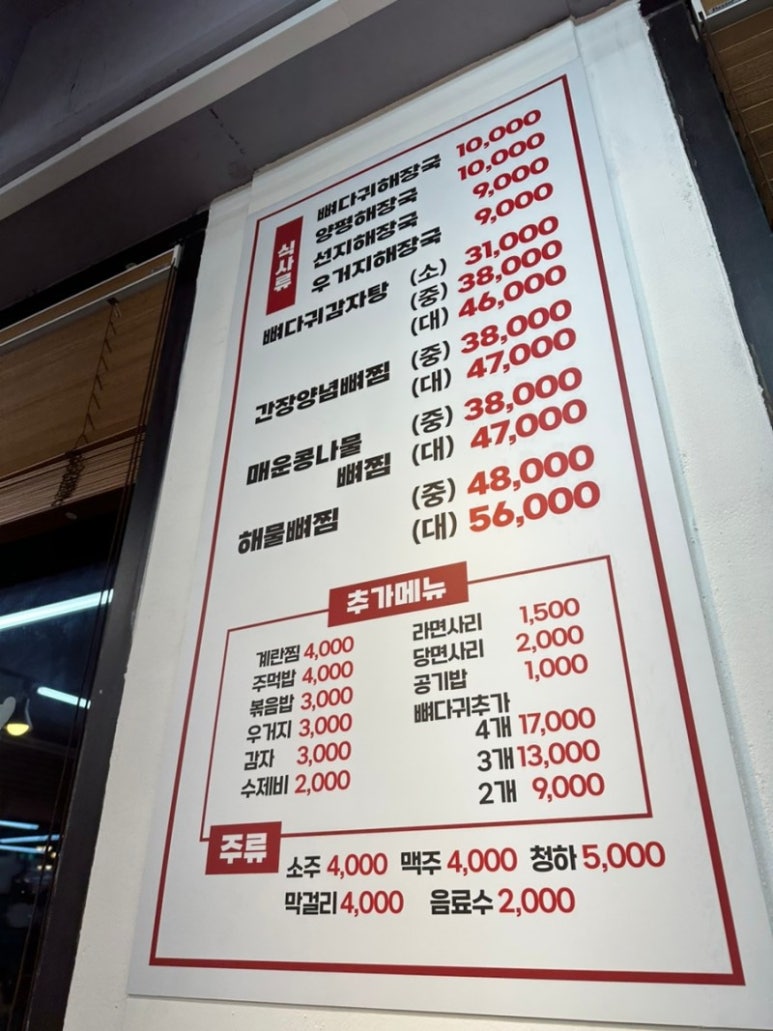 식사류
뼈다귀해장국 10,000
양평해장국 10,000
선지해장국 9,000
우거지해장국 9,000
뼈다귀감자탕 (소) 31,000
(중) 38,000
(대) 46,000
간장양념뼈찜 (중) 38,000
(대) 47,000
매운콩나물 (중) 38,000
뼈찜 (대) 47,000
해물뼈찜 (중) 48,000
(대) 56,000
추가메뉴
계란찜 4,000
주먹밥 4,000
볶음밥 3,000
우거지 3,000
감자 3,000
수제비 2,000
라면사리 1,500
당면사리 2,000
공기밥 1,000
뼈다귀추가
4개 17,000
3개 13,000
2개 9,000
주류
소주 4,000 맥주 4,000 청하 5,000
막걸리 4,000 음료수 2,000